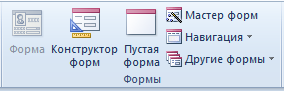 Форма
Конструктор
форм
Пустая
форма
Мастер форм
Навигация
Другие формы
Формы